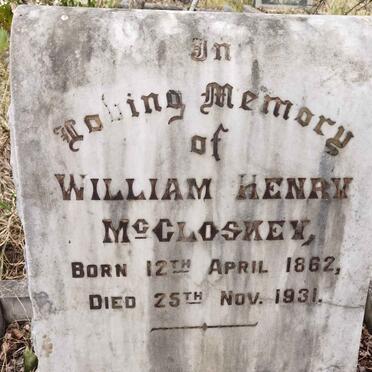 In
Loving Memory
of
WILLIAM HENRY
McCLOSKEY,
BORN 12TH APRIL 1862,
DIED 25TH NOV. 1931.